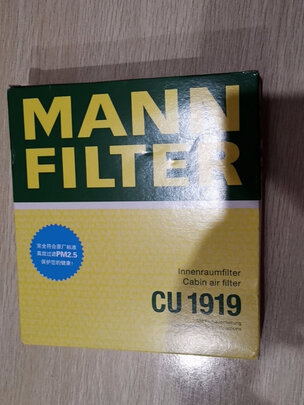 MANN
FILTER
完全符合原厂标准
高效过滤PM2.5
保护您的健康!
Innenraumfilter
Cabin air filter
CU 1919